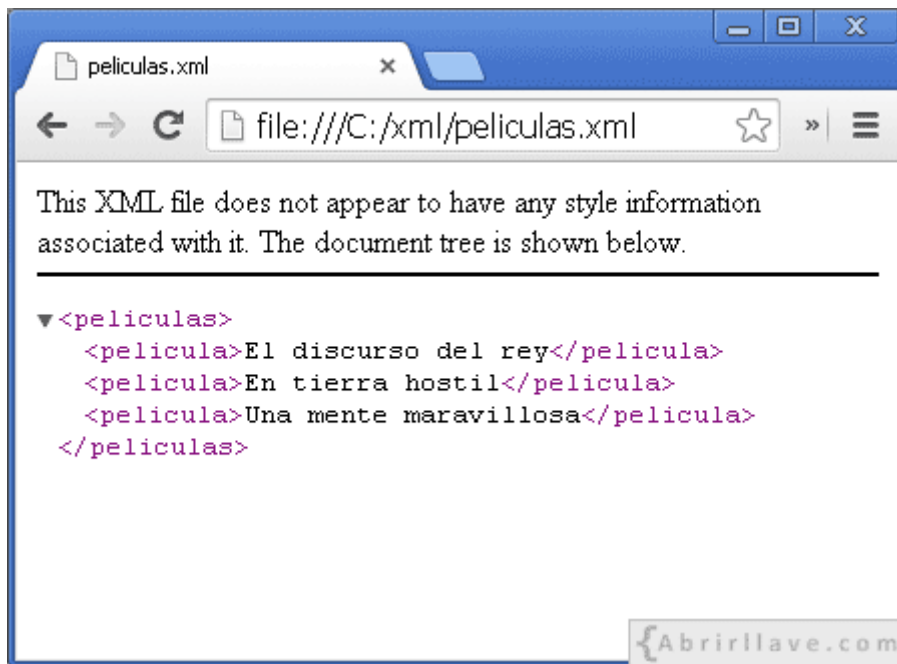 peliculas.xml
file:///C:/xml/peliculas.xml
This XML file does not appear to have any style information
associated with it. The document tree is shown below.
<peliculas>
<pelicula>El discurso del rey</pelicula>
<pelicula>En tierra hostil</pelicula>
<pelicula>Una mente maravillosa</pelicula>
</peliculas>
{Abrirllave.com